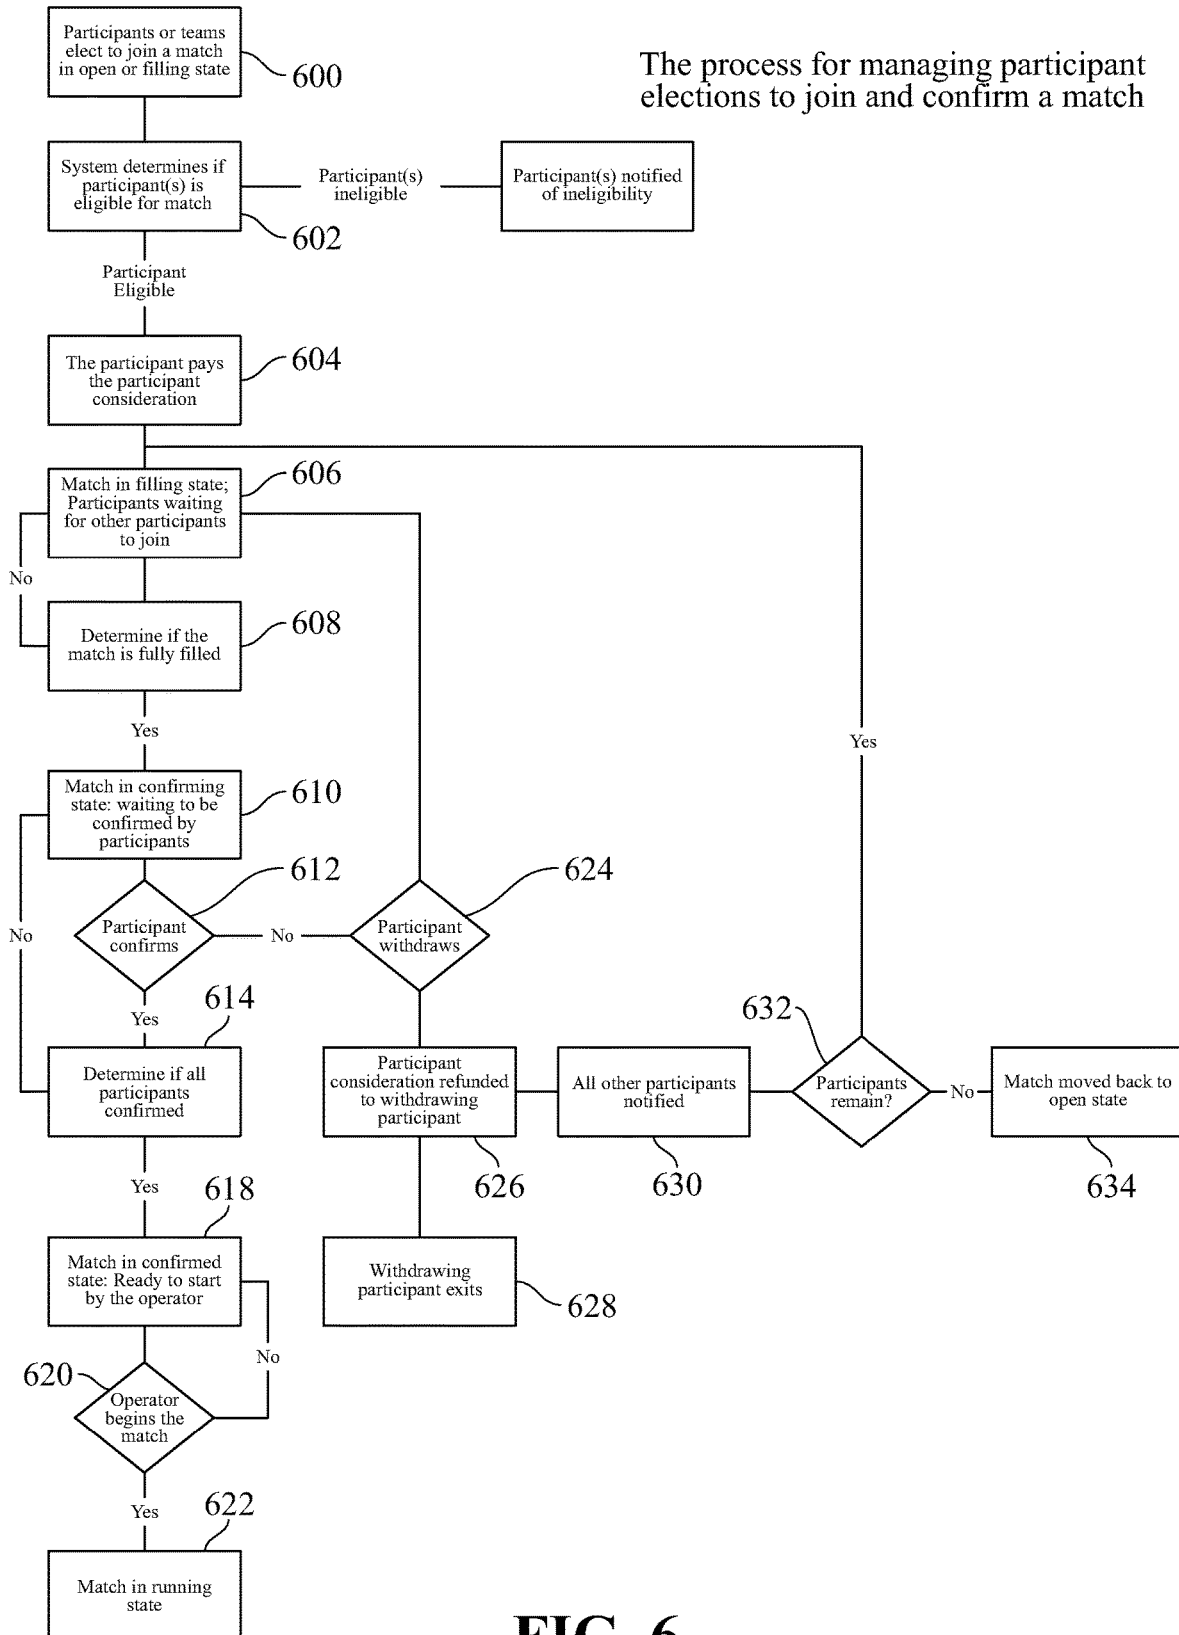 Participants or teams
elect to join a match
in open or filling state
600
The process for managing participant
elections to join and confirm a match
System determines if
participant(s) is
eligible for match
602
Participant(s)
ineligible
Participant(s) notified
of ineligibility
Participant
Eligible
The participant pays
the participant
consideration
604
Match in filling state;
Participants waiting
for other participants
to join
606
No
Determine if the
match is fully filled
608
Yes
Yes
Match in confirming
state: waiting to be
confirmed by
participants
610
Participant
confirms
612
No
No
Participant
withdraws
624
Yes
Determine if all
participants
confirmed
614
Participant
consideration refunded
to withdrawing
participant
626
All other participants
notified
630
Participants
remain?
632
No
Match moved back to
open state
634
Yes
Match in confirmed
state: Ready to start
by the operator
618
Withdrawing
participant exits
628
No
Operator
begins the
match
620
Yes
Match in running
state
622
FIG. 6